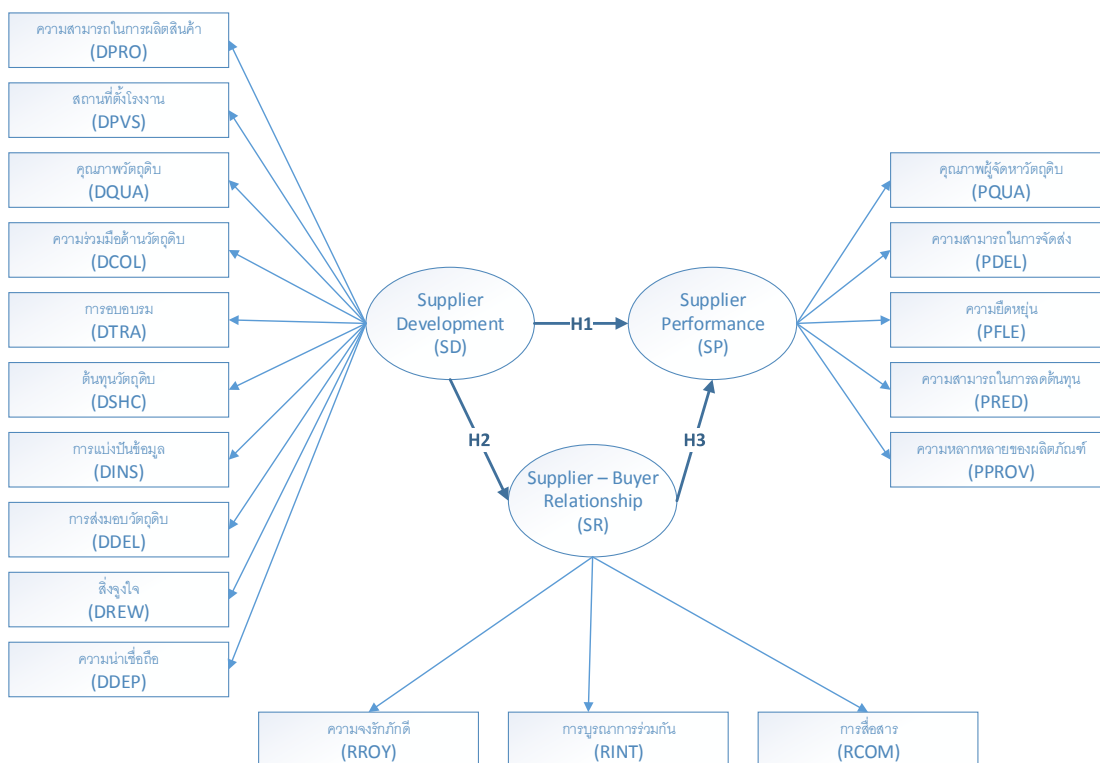 ความสามารถในการผลิตสินค้า
(DPRO)
สถานที่ตั้งโรงงาน
(DPVS)
คุณภาพวัตถุดิบ
(DQUA)
ความร่วมมือด้านวัตถุดิบ
(DCOL)
การอบอบรม
(DTRA)
ต้นทุนวัตถุดิบ
(DSHC)
การแบ่งปันข้อมูล
(DINS)
การส่งมอบวัตถุดิบ
(DDEL)
สิ่งจูงใจ
(DREW)
ความน่าเชื่อถือ
(DDEP)
Supplier
Development
(SD)
H1
Supplier
Performance
(SP)
H2
H3
Supplier – Buyer
Relationship
(SR)
คุณภาพผู้จัดหาวัตถุดิบ
(PQUA)
ความสามารถในการจัดส่ง
(PDEL)
ความยืดหยุ่น
(PFLE)
ความสามารถในการลดต้นทุน
(PRED)
ความหลากหลายของผลิตภัณฑ์
(PPROV)
ความจงรักภักดี
(RROY)
การบูรณาการร่วมกัน
(RINT)
การสื่อสาร
(RCOM)